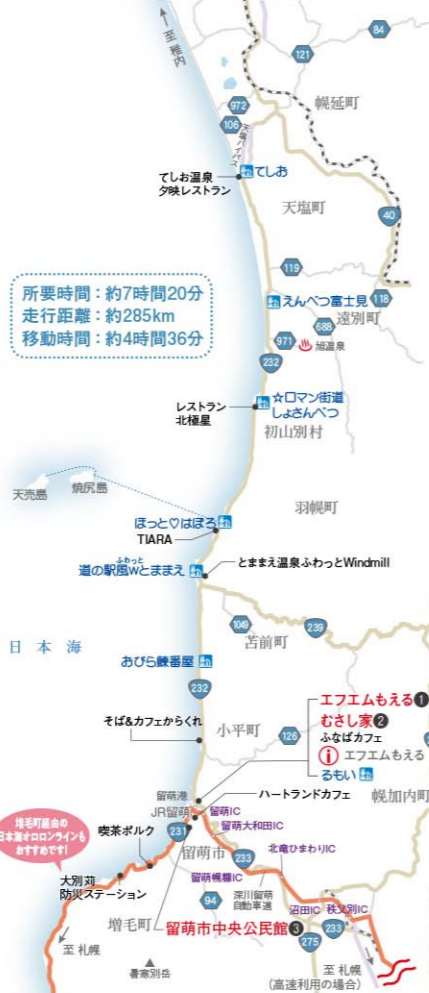 至 稚内
84
121
幌延町
972
106
天塩バイパス
てしお
てしお温泉
夕映レストラン
天塩町
40
所要時間:約7時間20分
走行距離:約285km
移動時間:約4時間36分
119
えんべつ富士見
118
遠別町
688
971
旭温泉
232
☆ロマン街道
しょさんべつ
レストラン
北極星
初山別村
天売島
焼尻島
羽幌町
ほっと♡はぼろ
TIARA
ふわっと
道の駅風Wとままえ
とままえ温泉ふわっとWindmill
1049
239
苫前町
日本海
おびら鰊番屋
232
エフエムもえる❶
むさし家❷
ふなばカフェ
エフエムもえる
るもい
そば&カフェからくれ
小平町
126
幌加内町
留萌港
JR留萌
留萌IC
ハートランドカフェ
増毛町経由の
日本海オロロンラインも
おすすめです!
231
留萌大和田IC
喫茶ポルク
留萌市
233
北竜ひまわりIC
大別苅
防災ステーション
留萌幌糠IC
94
深川留萌
自動車道
沼田IC
秩父別IC
増毛町
留萌市中央公民館❸
233
275
至 札幌
暑寒別岳
至 札幌
(高速利用の場合)